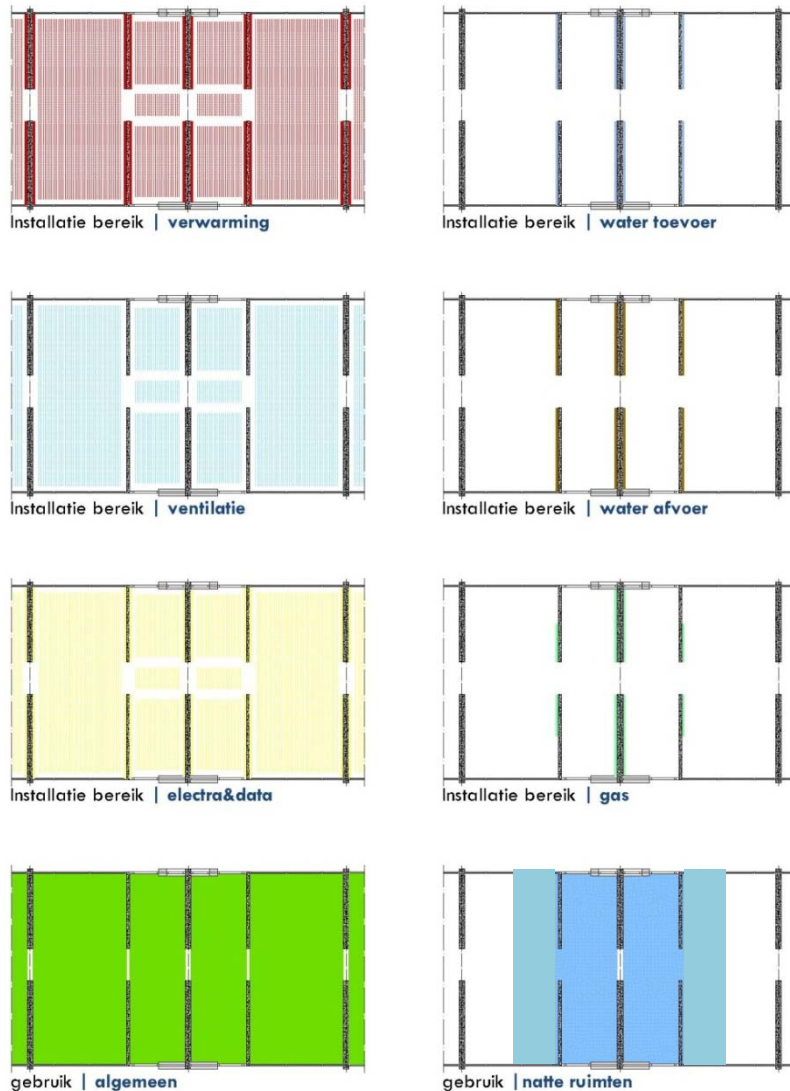 Installatie bereik | verwarming
Installatie bereik | water toevoer
Installatie bereik | ventilatie
Installatie bereik | water afvoer
Installatie bereik | electra&data
Installatie bereik | gas
gebruik | algemeen
gebruik | natte ruimten